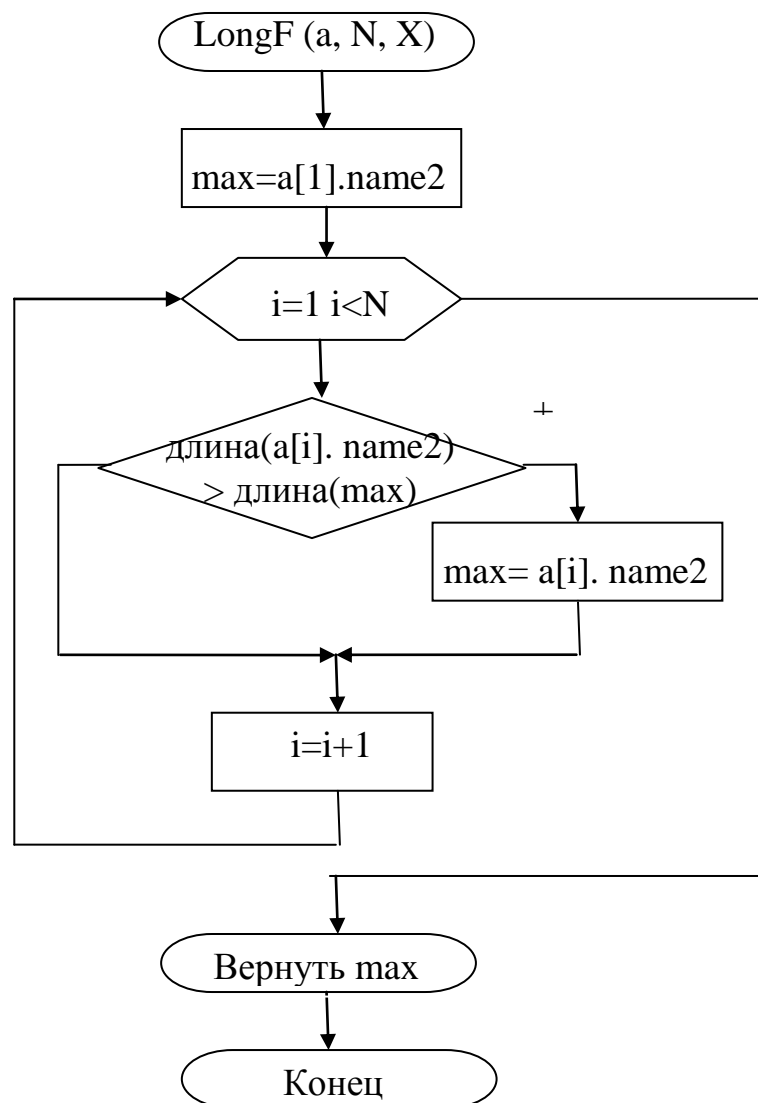 LongF (a, N, X)
max=a[1].name2
i=1 i<N
+
длина(a[i]. name2)
> длина(max)
max= a[i]. name2
i=i+1
Вернуть max
Конец